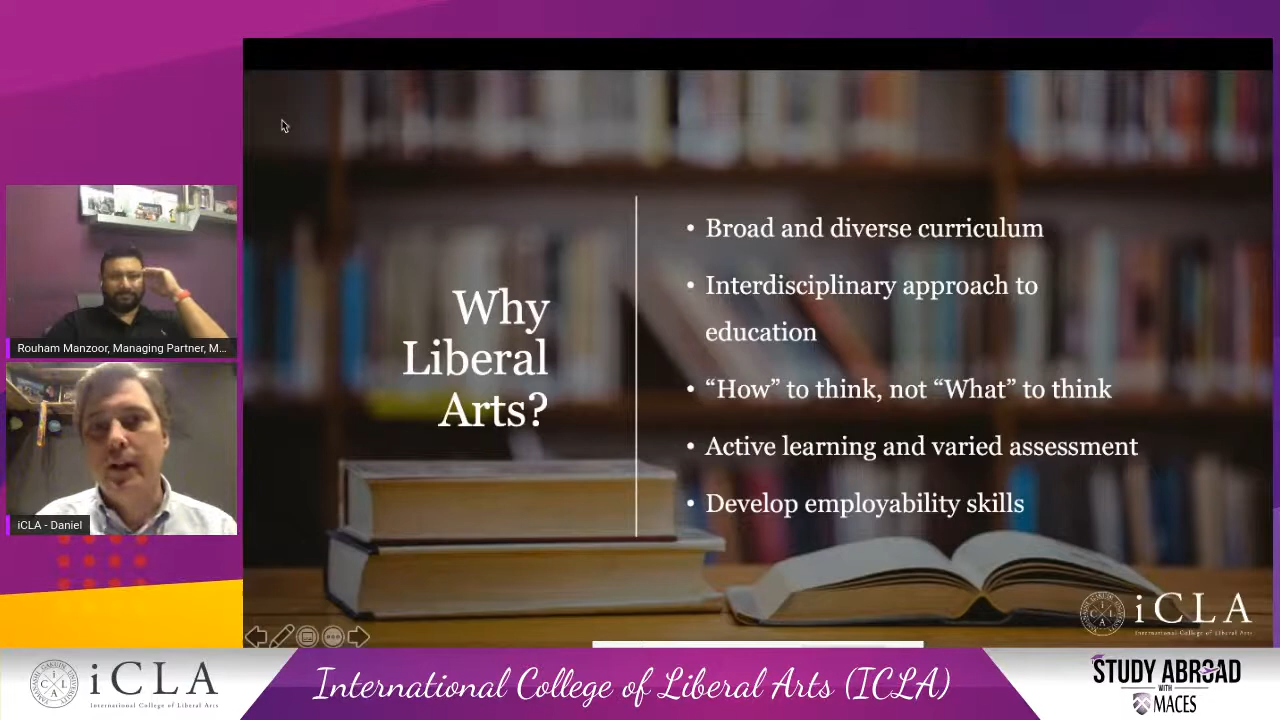 Why
Liberal
Arts?
• Broad and diverse curriculum
• Interdisciplinary approach to
education
• “How” to think, not “What” to think
• Active learning and varied assessment
• Develop employability skills
iCLA
International College of Liberal Arts
Rouham Manzoor, Managing Partner, M...
iCLA - Daniel
iCLA
International College of Liberal Arts
International College of Liberal Arts (ICLA)
STUDY ABROAD
WITH
MACES